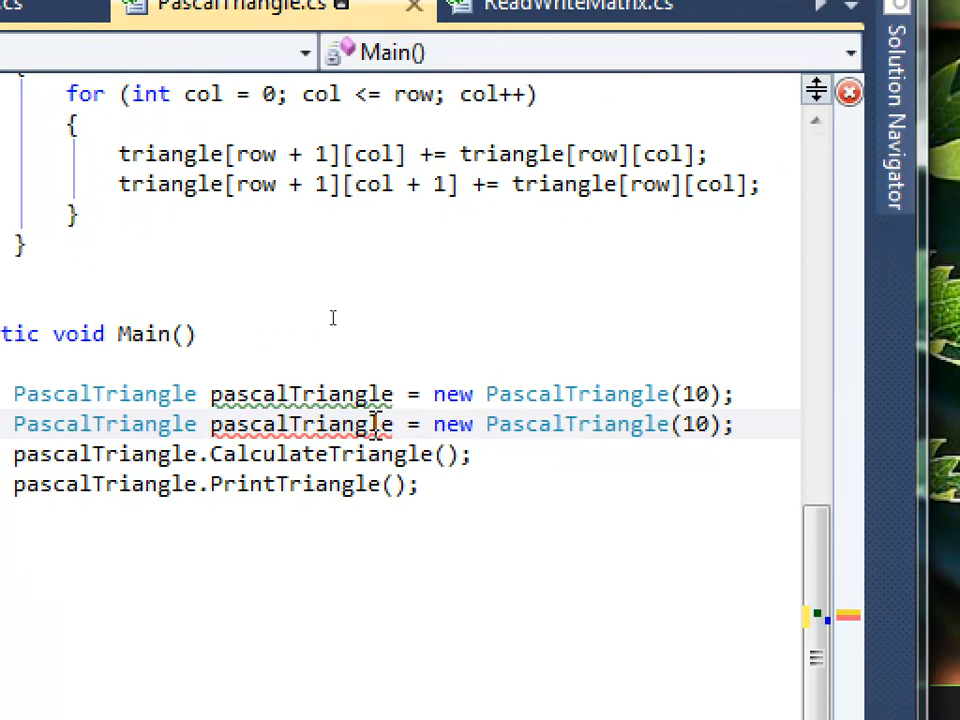 .cs
PascalTriangle.cs
ReadWriteMatrix.cs
Main()
Solution Navigator
{
for (int col = 0; col <= row; col++)
{
triangle[row + 1][col] += triangle[row][col];
triangle[row + 1][col + 1] += triangle[row][col];
}
}
tic void Main()
PascalTriangle pascalTriangle = new PascalTriangle(10);
PascalTriangle pascalTriangle = new PascalTriangle(10);
pascalTriangle.CalculateTriangle();
pascalTriangle.PrintTriangle();